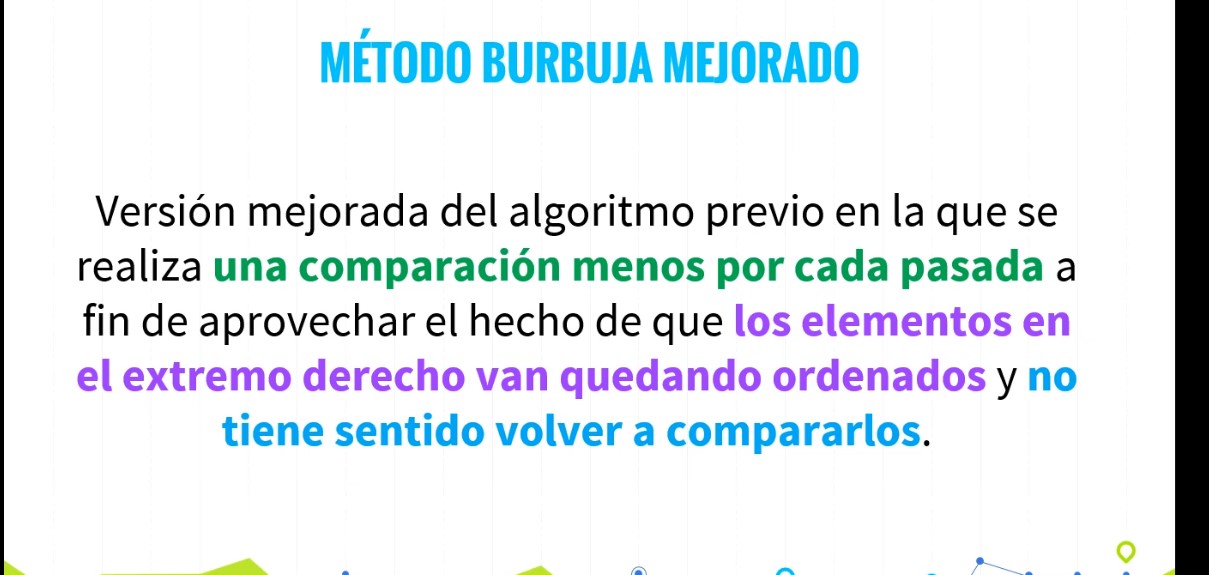 MÉTODO BURBUJA MEJORADO
Versión mejorada del algoritmo previo en la que se
realiza una comparación menos por cada pasada a
fin de aprovechar el hecho de que los elementos en
el extremo derecho van quedando ordenados y no
tiene sentido volver a compararlos.